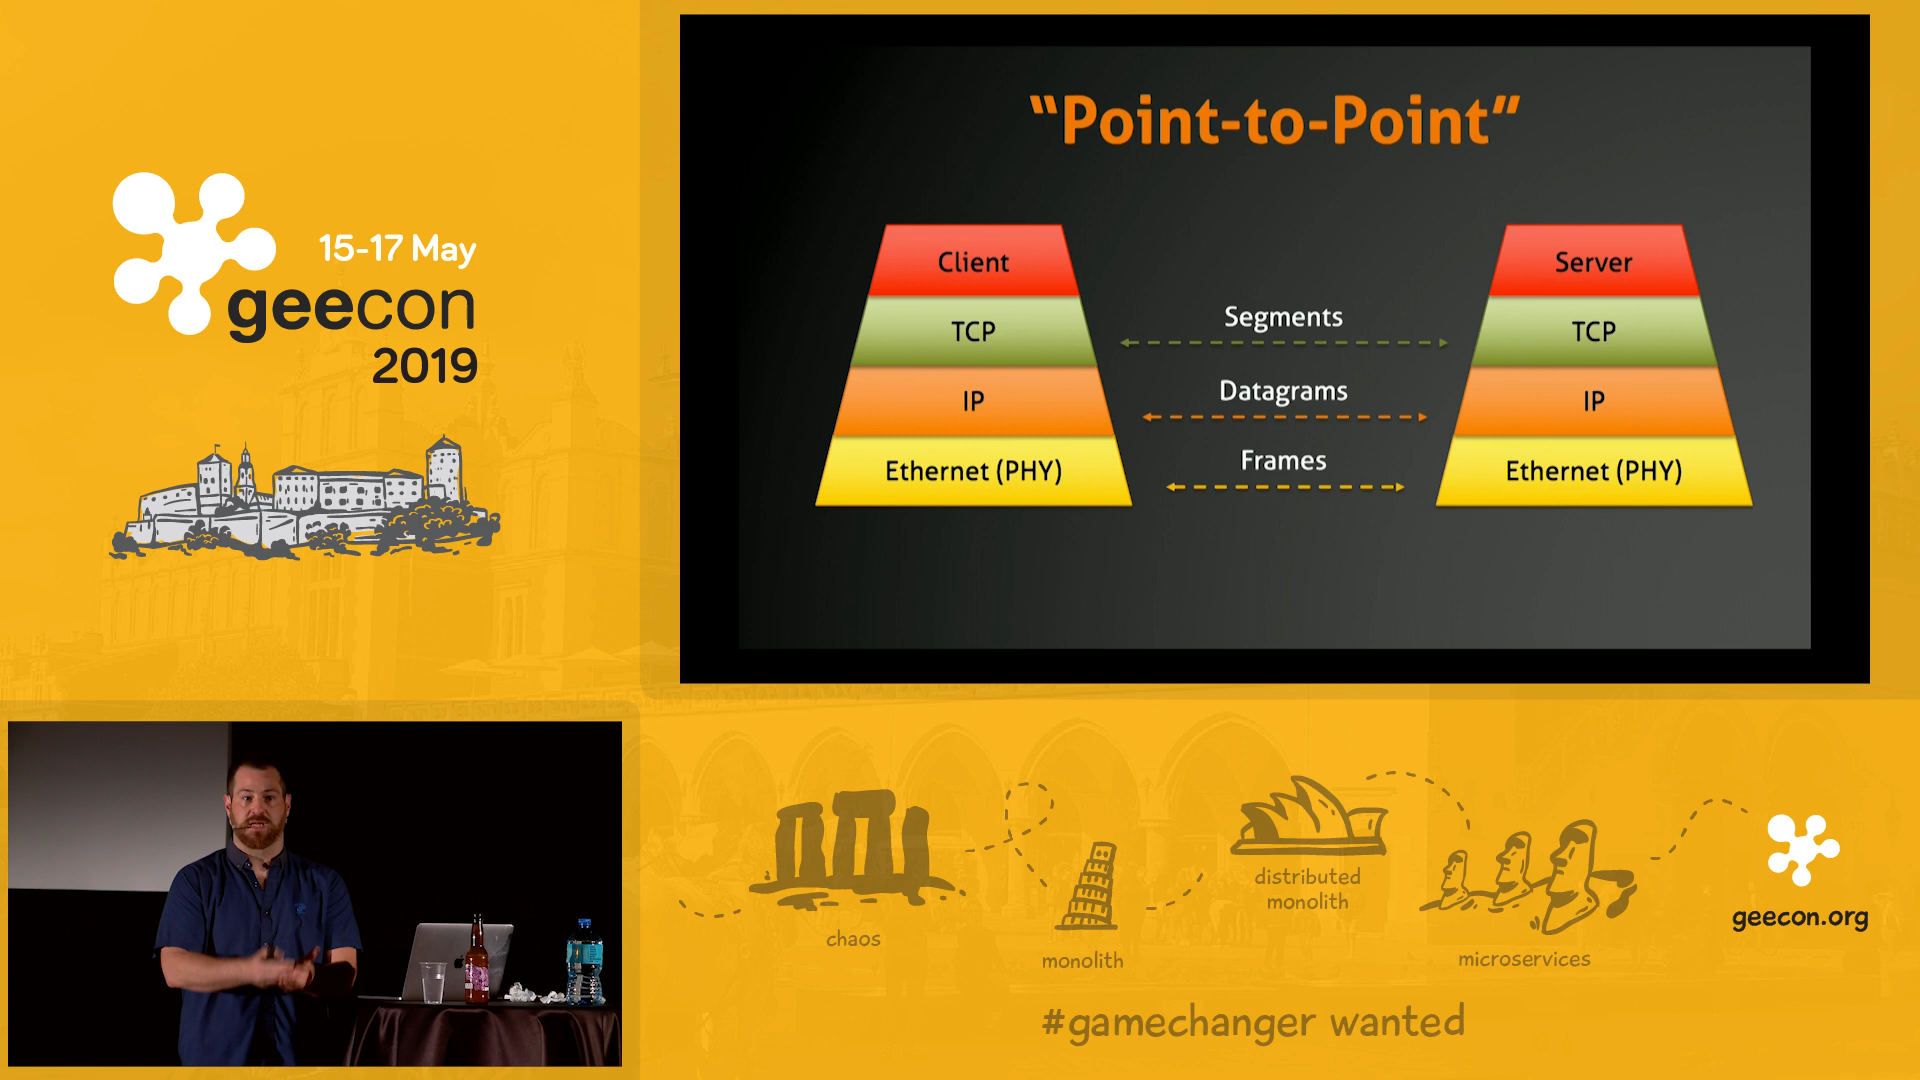 15-17 May
geecon
2019
“Point-to-Point”
Client
Server
TCP
Segments
TCP
IP
Datagrams
IP
Ethernet (PHY)
Frames
Ethernet (PHY)
chaos
monolith
distributed
monolith
microservices
geecon.org
#gamechanger wanted